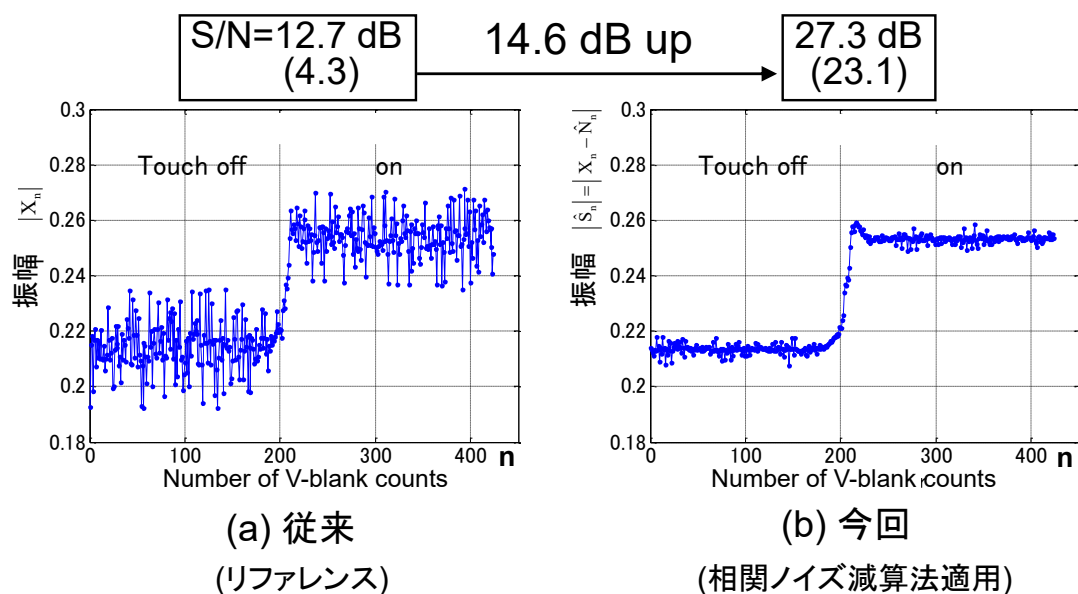 S/N=12.7 dB
(4.3)
14.6 dB up
27.3 dB
(23.1)
0.3
0.28
0.26
0.24
0.22
0.2
0.18
振幅 |Xn|
Touch off on
0 100 200 300 400 n
Number of V-blank counts
(a) 従来
(リファレンス)
0.3
0.28
0.26
0.24
0.22
0.2
0.18
振幅 |Ŝn|=|Xn−N̂n|
Touch off on
0 100 200 300 400 n
Number of V-blank counts
(b) 今回
(相関ノイズ減算法適用)